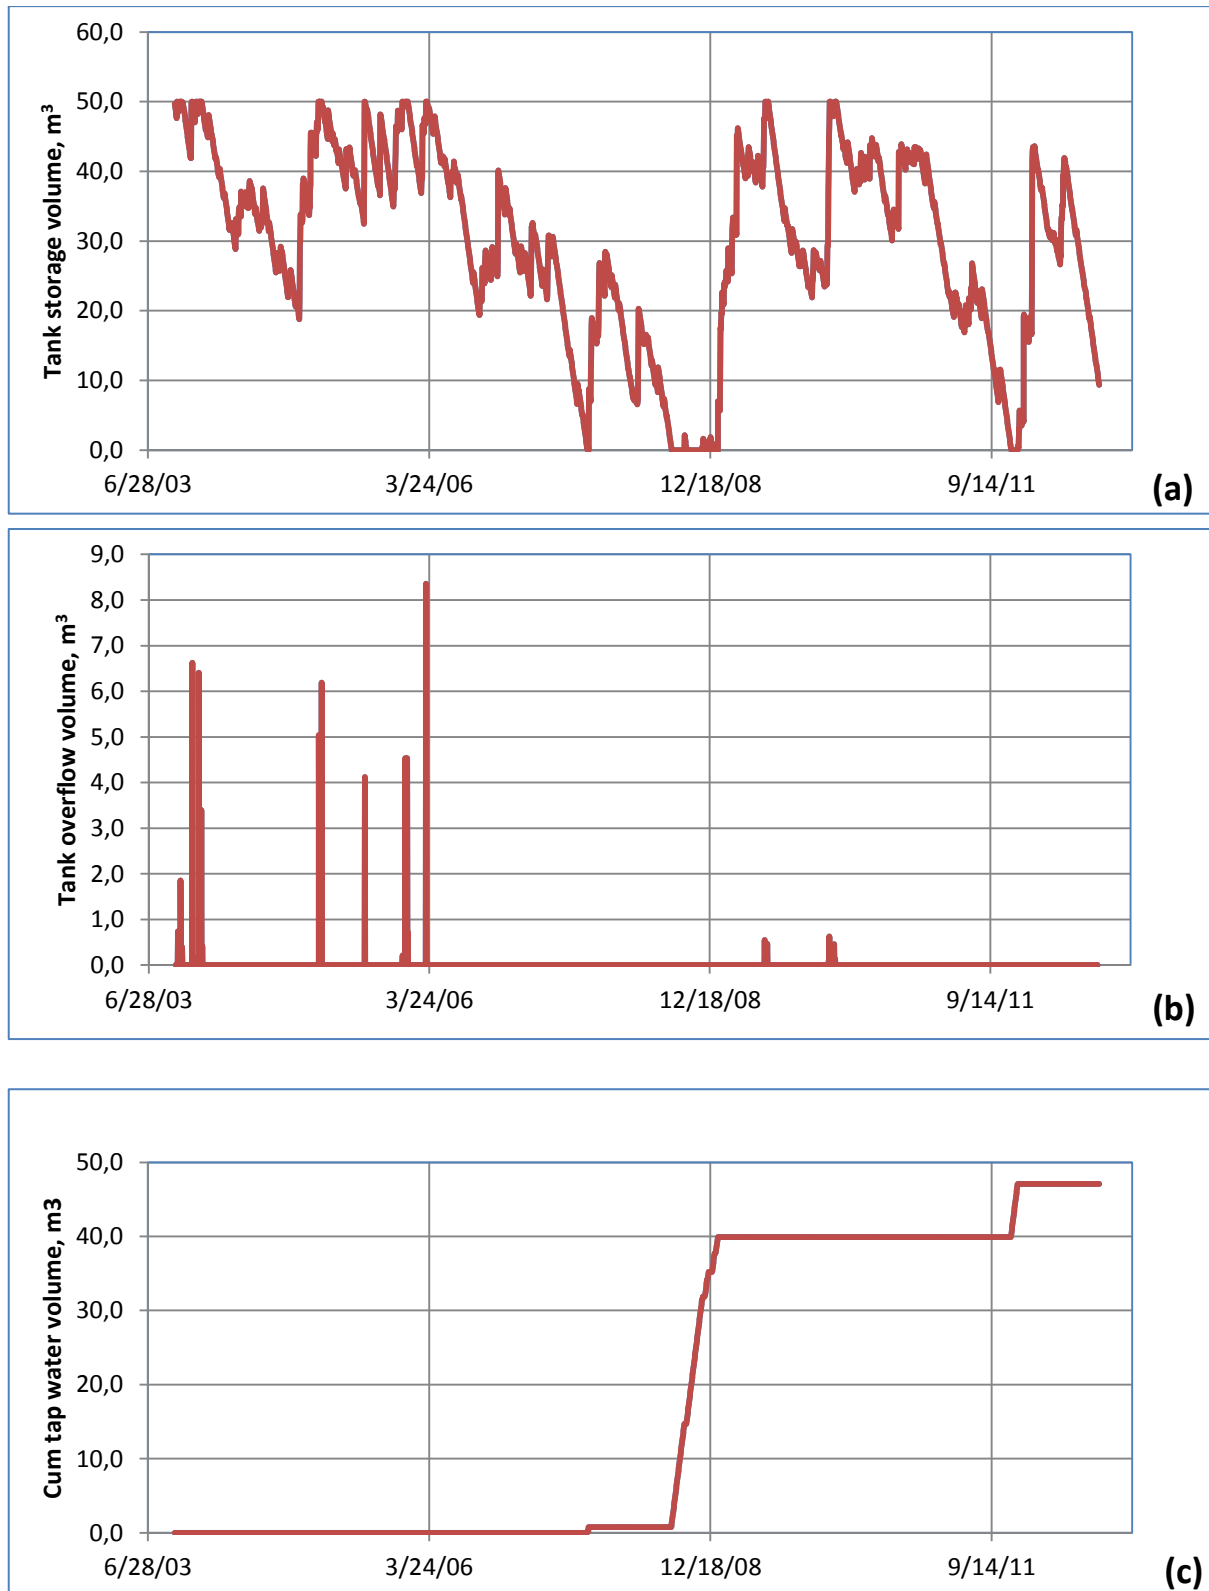 60,0
50,0
40,0
30,0
20,0
10,0
0,0
Tank storage volume, m³
6/28/03 3/24/06 12/18/08 9/14/11
(a)
9,0
8,0
7,0
6,0
5,0
4,0
3,0
2,0
1,0
0,0
Tank overflow volume, m³
6/28/03 3/24/06 12/18/08 9/14/11
(b)
50,0
40,0
30,0
20,0
10,0
0,0
Cum tap water volume, m3
6/28/03 3/24/06 12/18/08 9/14/11
(c)